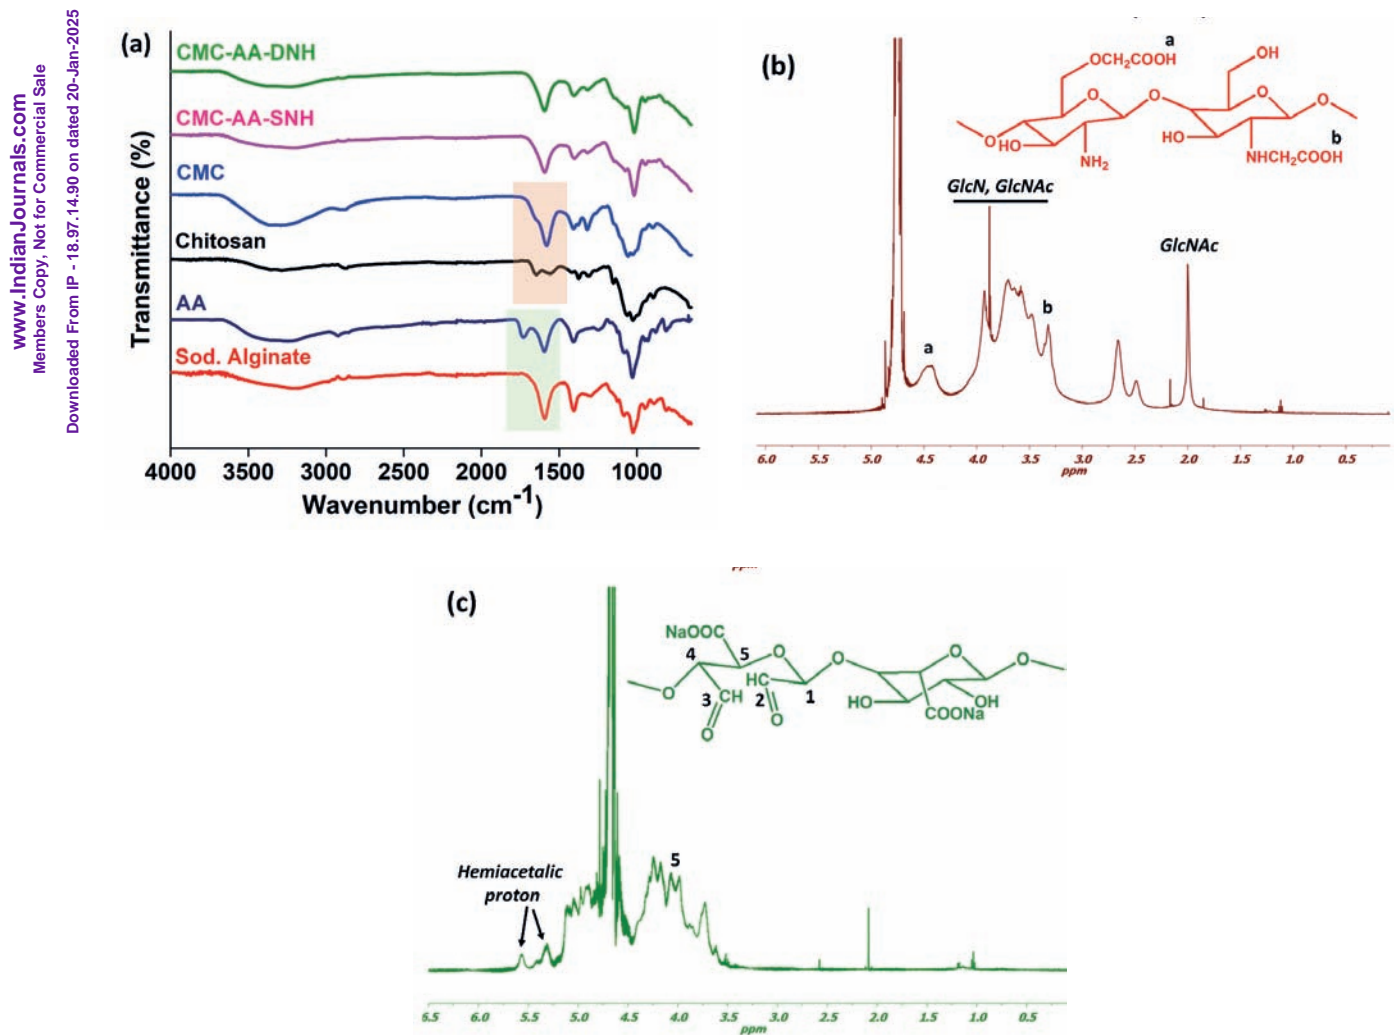 www.IndianJournals.com
Members Copy, Not for Commercial Sale
Downloaded From IP - 18.97.14.90 on dated 20-Jan-2025
(a)
CMC-AA-DNH
CMC-AA-SNH
CMC
Chitosan
AA
Sod. Alginate
Transmittance (%)
4000 3500 3000 2500 2000 1500 1000
Wavenumber (cm-1)
(b)
a
OCH2COOH
OH
O
O
O
O
O
HO
NH2
HO
NHCH2COOH
b
GlcN, GlcNAc
GlcNAc
a
b
6.0 5.5 5.0 4.5 4.0 3.5 3.0 2.5 2.0 1.5 1.0 0.5
ppm
(c)
NaOOC
4
5
O
O
O
O
HC
3
CH
2
1
O
HO
OH
COONa
O
O
5
Hemiacetalic
proton
6.5 6.0 5.5 5.0 4.5 4.0 3.5 3.0 2.5 2.0 1.5 1.0 0.5
ppm